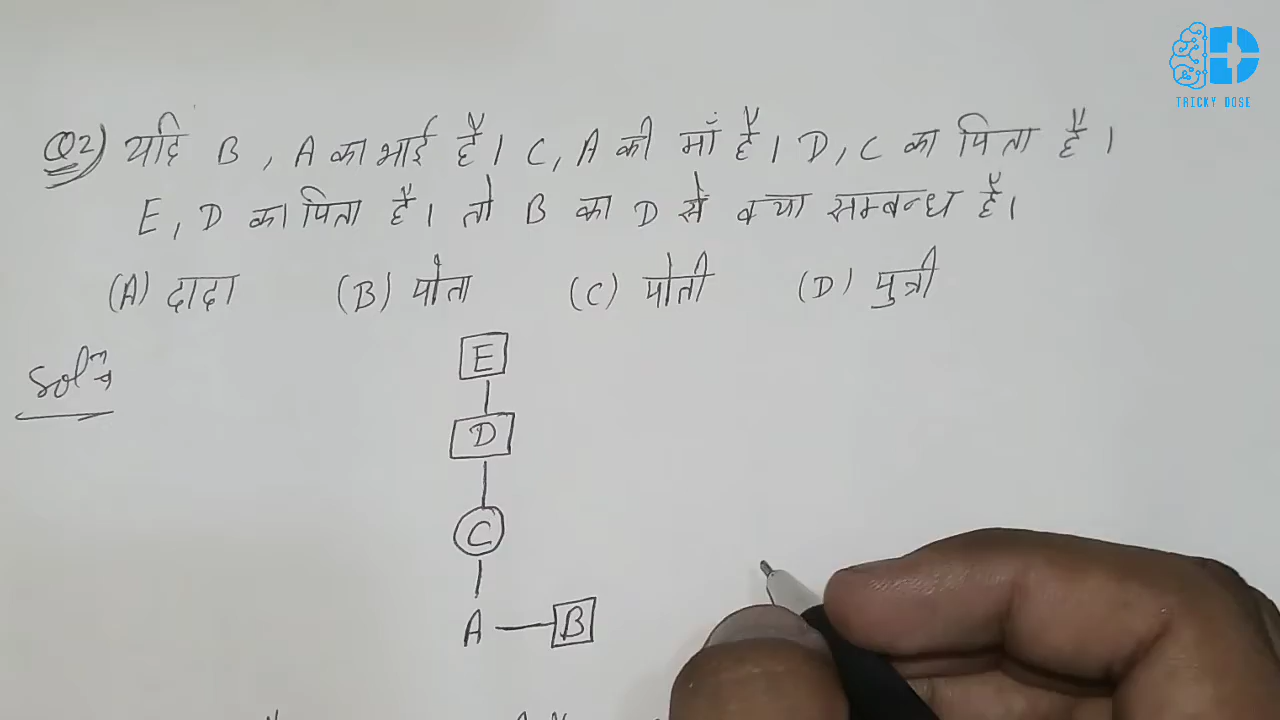 TRICKY DOSE
Q2) यदि B, A का भाई है। C, A की माँ है। D, C का पिता है।
E, D का पिता है। तो B का D से क्या सम्बन्ध है।
(A) दादा (B) पोता (C) पोती (D) पुत्री
Solⁿ→
E
D
C
A — B